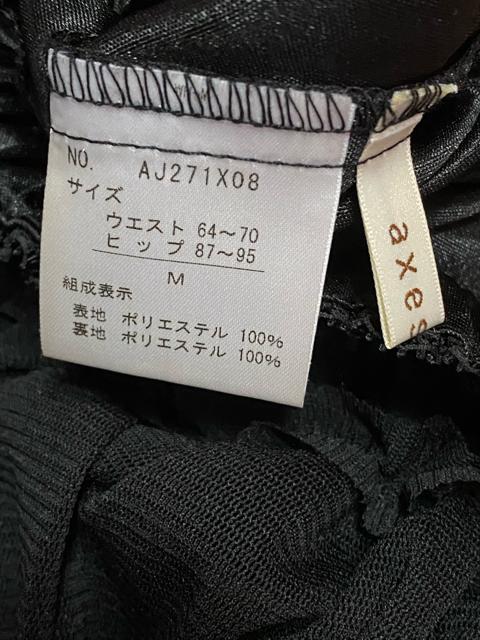 NO. AJ271X08
サイズ
ウエスト 64～70
ヒップ 87～95
M
組成表示
表地 ポリエステル 100%
裏地 ポリエステル 100%
axes